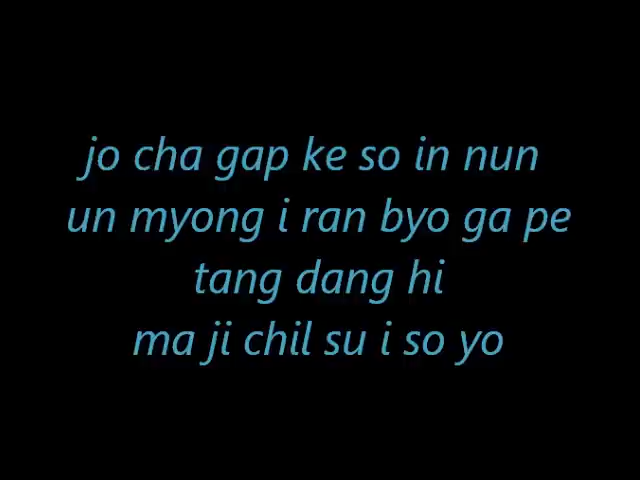 jo cha gap ke so in nun
un myong i ran byo ga pe
tang dang hi
ma ji chil su i so yo